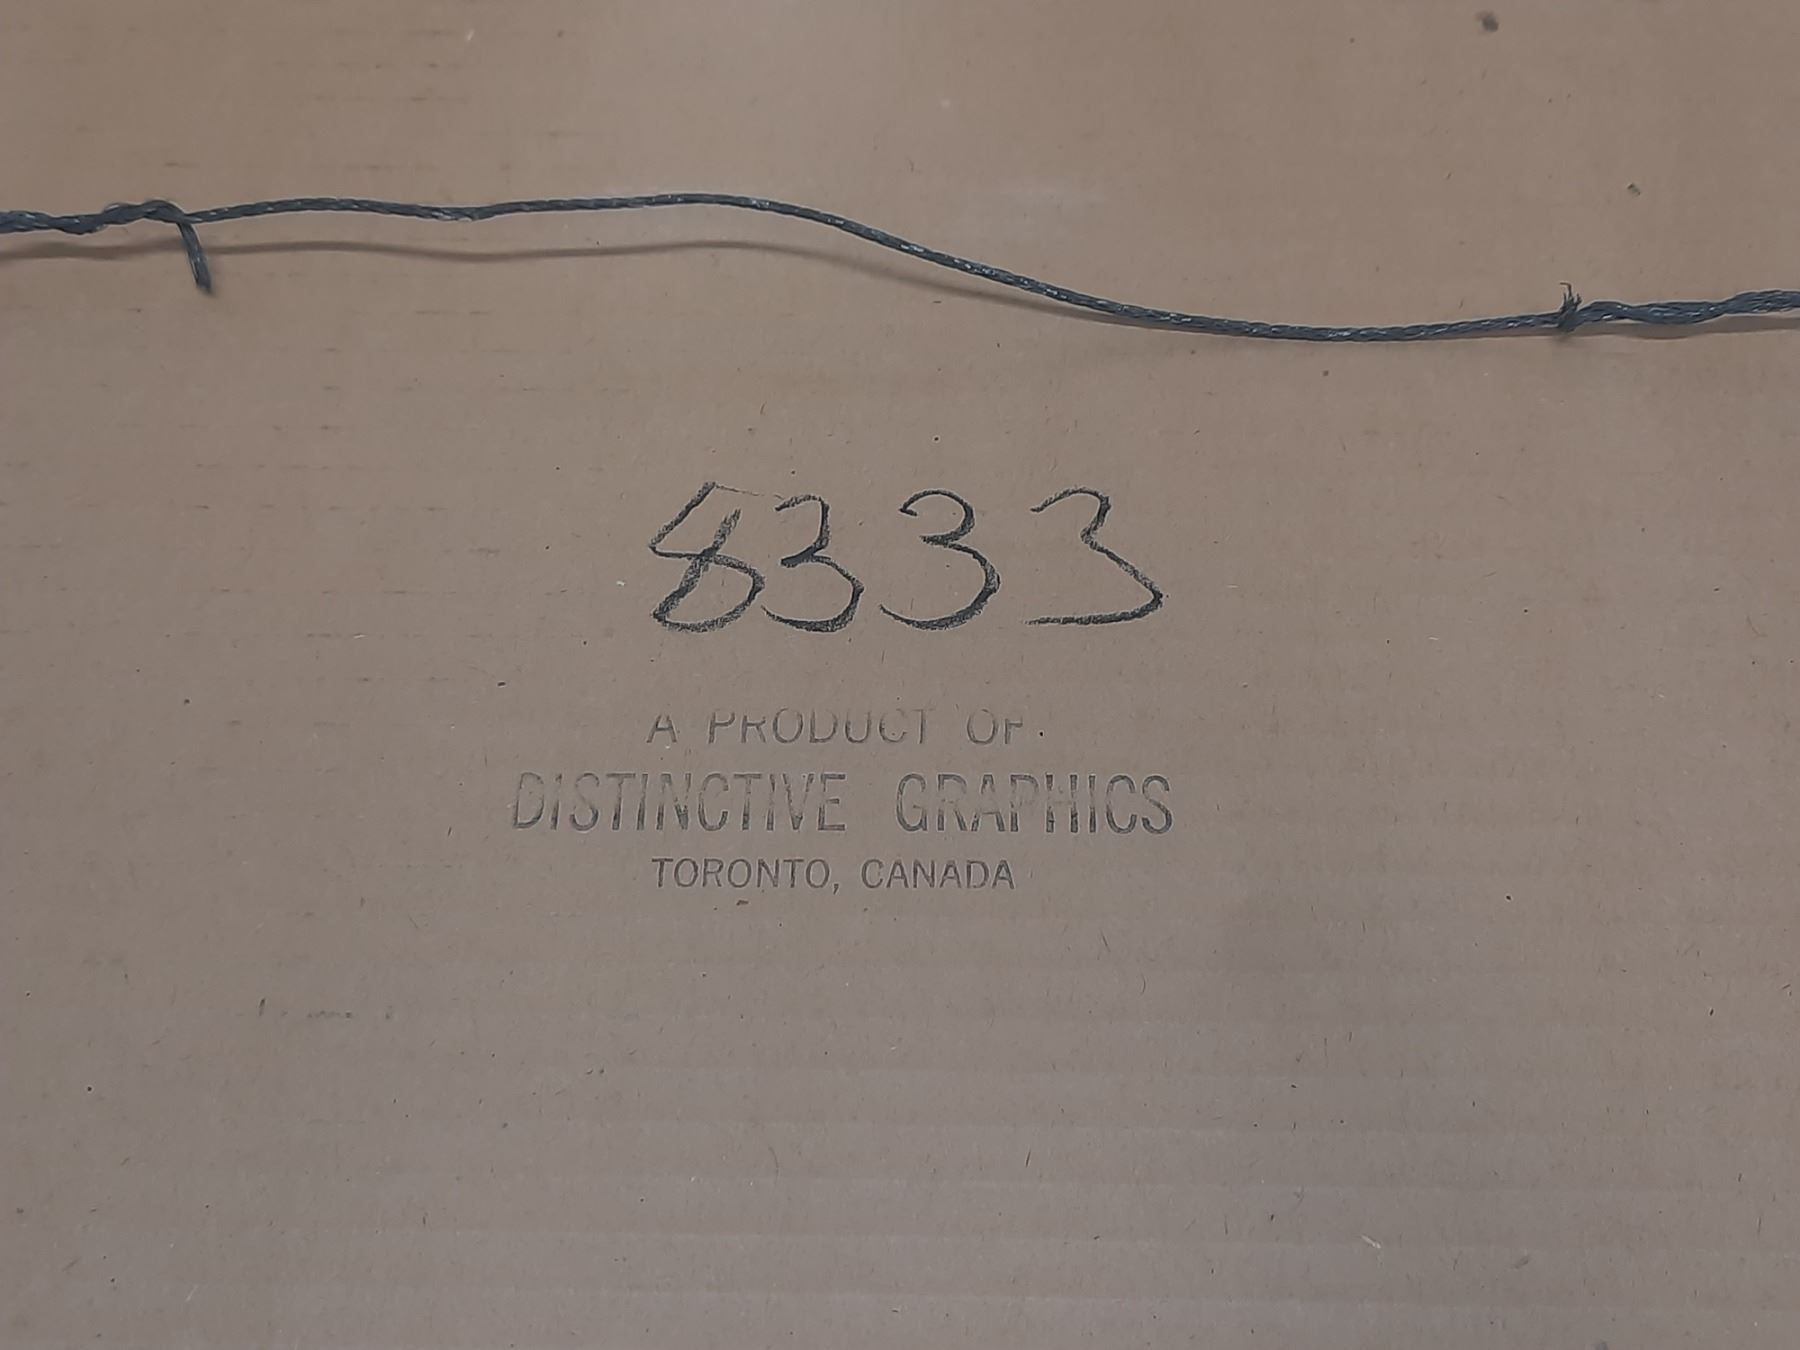 8333
A PRODUCT OF
DISTINCTIVE GRAPHICS
TORONTO, CANADA